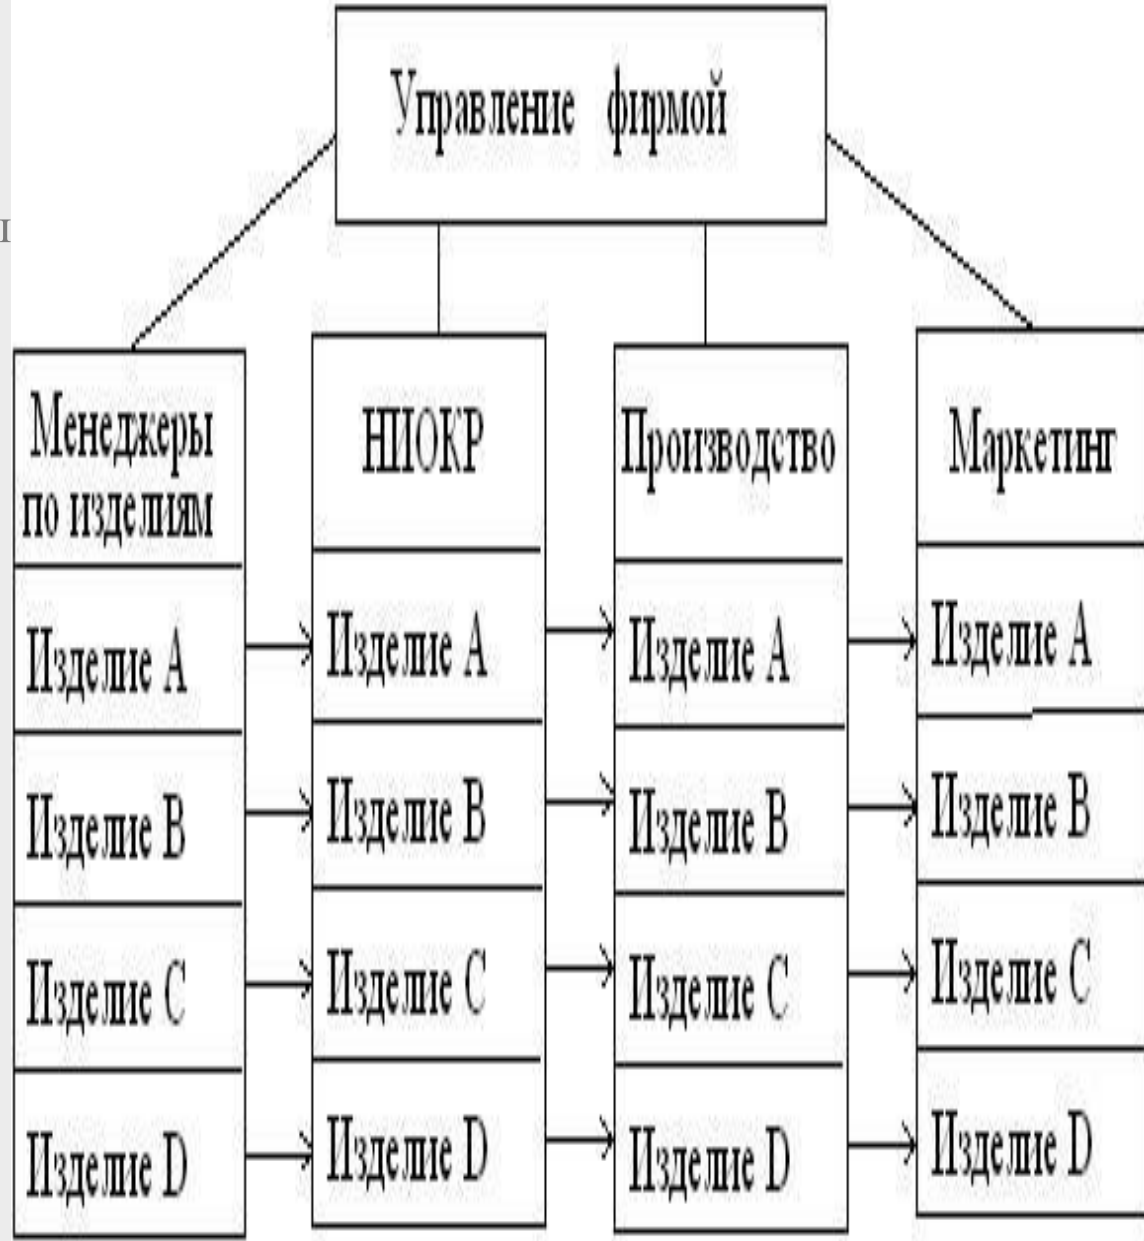 Управление фирмой
Менеджеры
по изделиям
НИОКР
Производство
Маркетинг
Изделие A
Изделие A
Изделие A
Изделие A
Изделие B
Изделие B
Изделие B
Изделие B
Изделие C
Изделие C
Изделие C
Изделие C
Изделие D
Изделие D
Изделие D
Изделие D